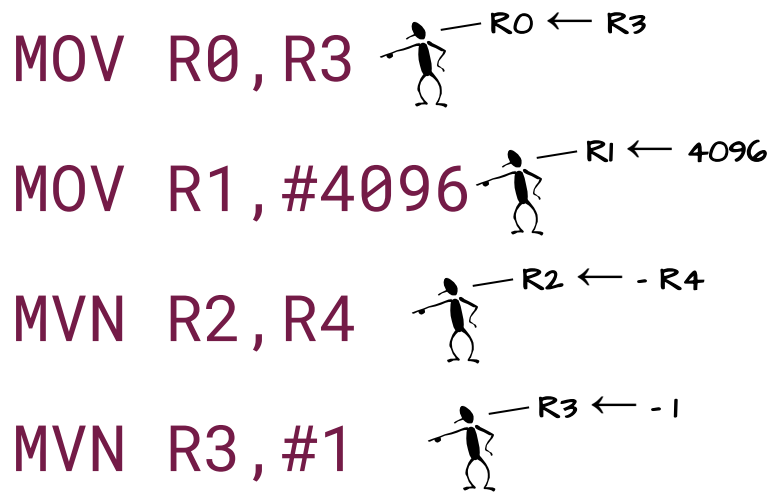 MOV R0,R3 R0 ← R3
MOV R1,#4096 R1 ← 4096
MVN R2,R4 R2 ← - R4
MVN R3,#1 R3 ← - 1